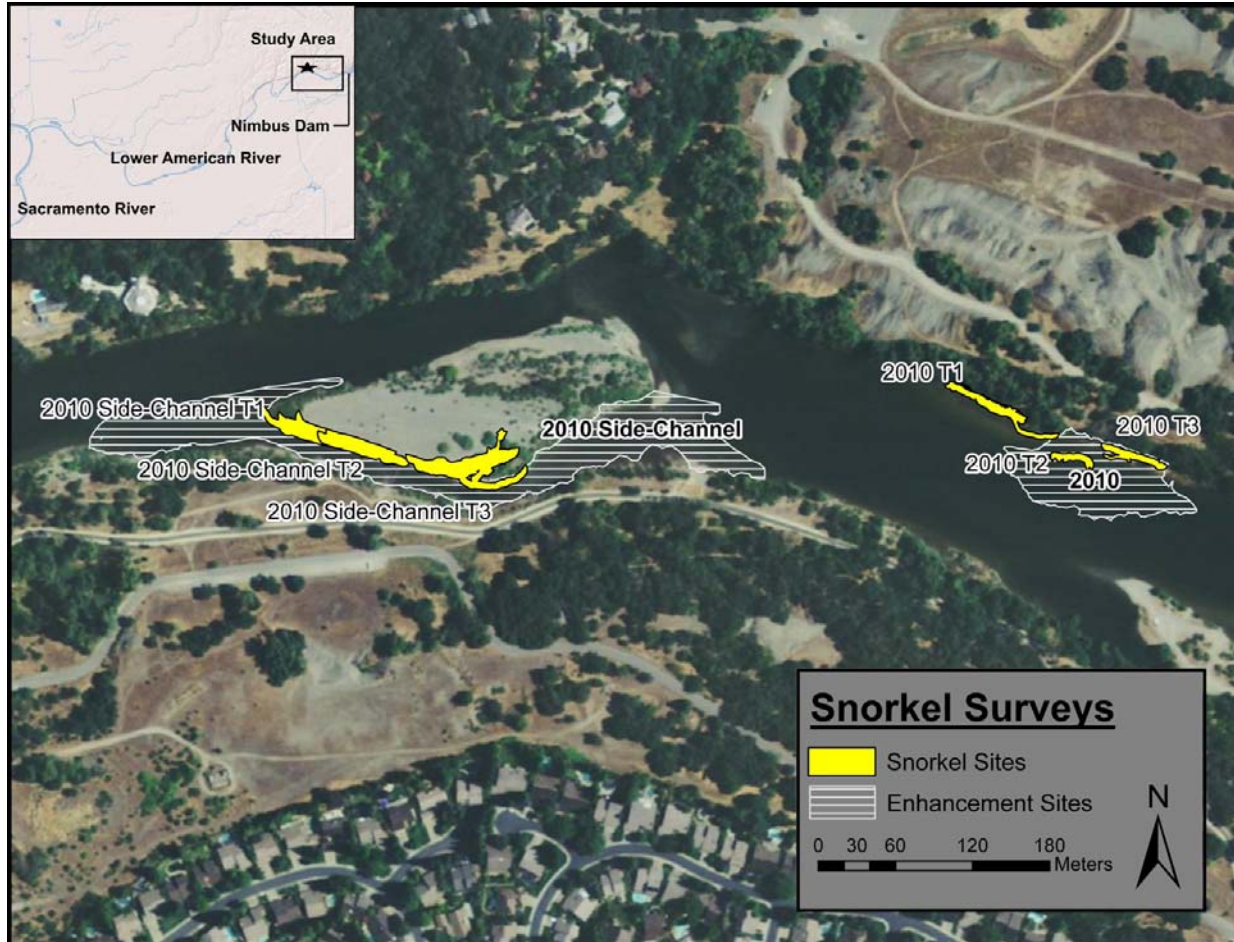 Study Area
Nimbus Dam
Lower American River
Sacramento River
2010 T1
2010 Side-Channel T1
2010 Side-Channel
2010 T3
2010 T2
2010 Side-Channel T2
2010
2010 Side-Channel T3
Snorkel Surveys
Snorkel Sites
Enhancement Sites
N
0 30 60 120 180
Meters